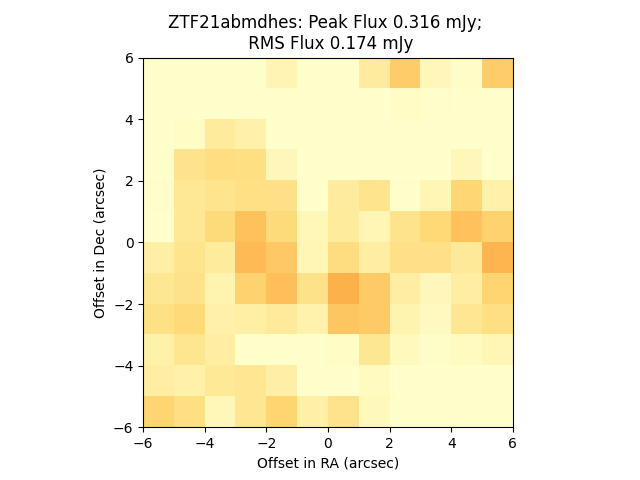 ZTF21abmdhes: Peak Flux 0.316 mJy;
RMS Flux 0.174 mJy
6
4
2
0
−2
−4
−6
Offset in Dec (arcsec)
−6 −4 −2 0 2 4 6
Offset in RA (arcsec)